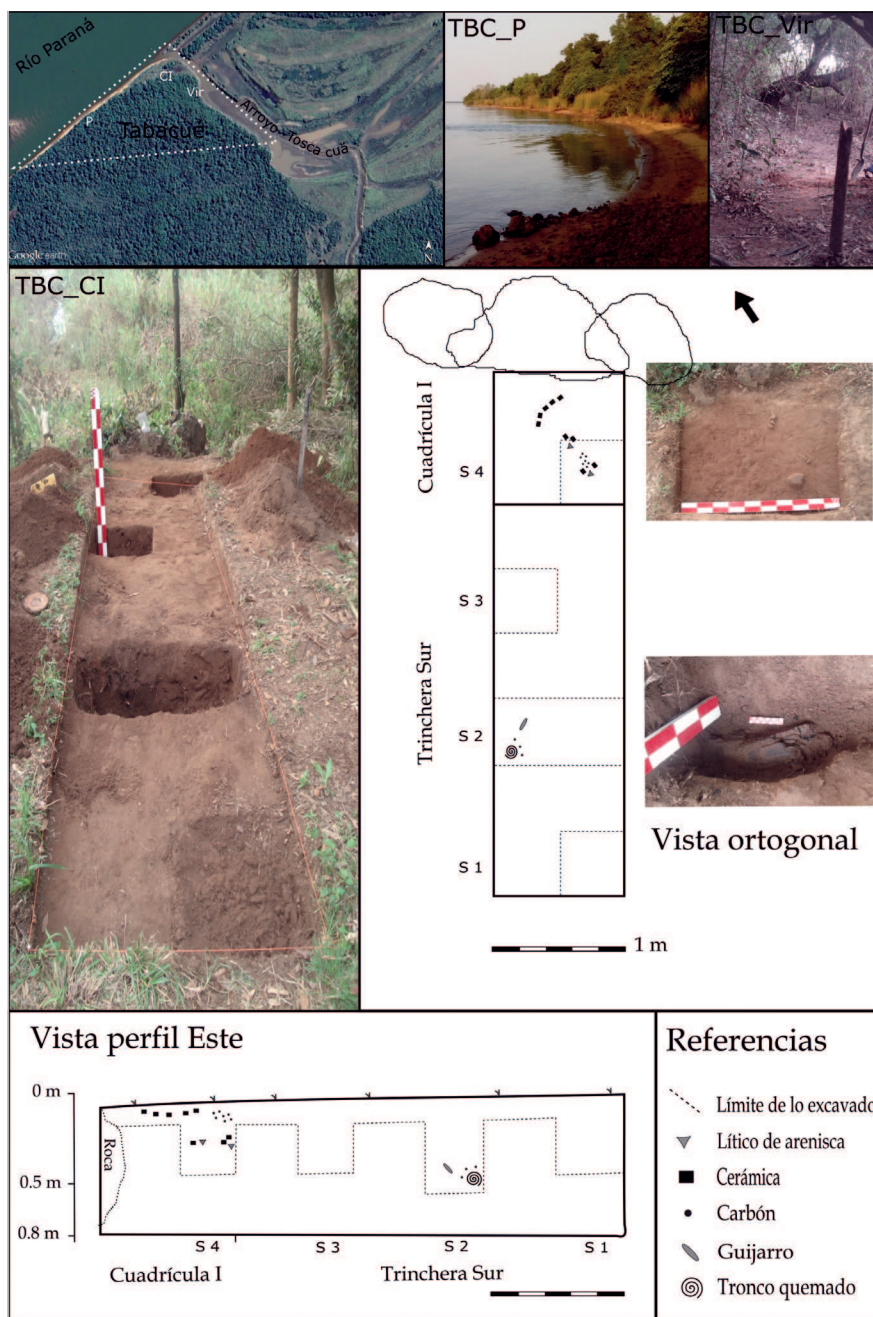 Río Paraná
CI
Vir
P
Tabacué
Arroyo Tosca cuá
Google earth
N
TBC_P
TBC_Vir
TBC_CI
Cuadrícula I
S 4
S 3
Trinchera Sur
S 2
S 1
Vista ortogonal
1 m
Vista perfil Este
0 m
0.5 m
0.8 m
Roca
S 4
S 3
S 2
S 1
Cuadrícula I
Trinchera Sur
Referencias
Límite de lo excavado
Lítico de arenisca
Cerámica
Carbón
Guijarro
Tronco quemado